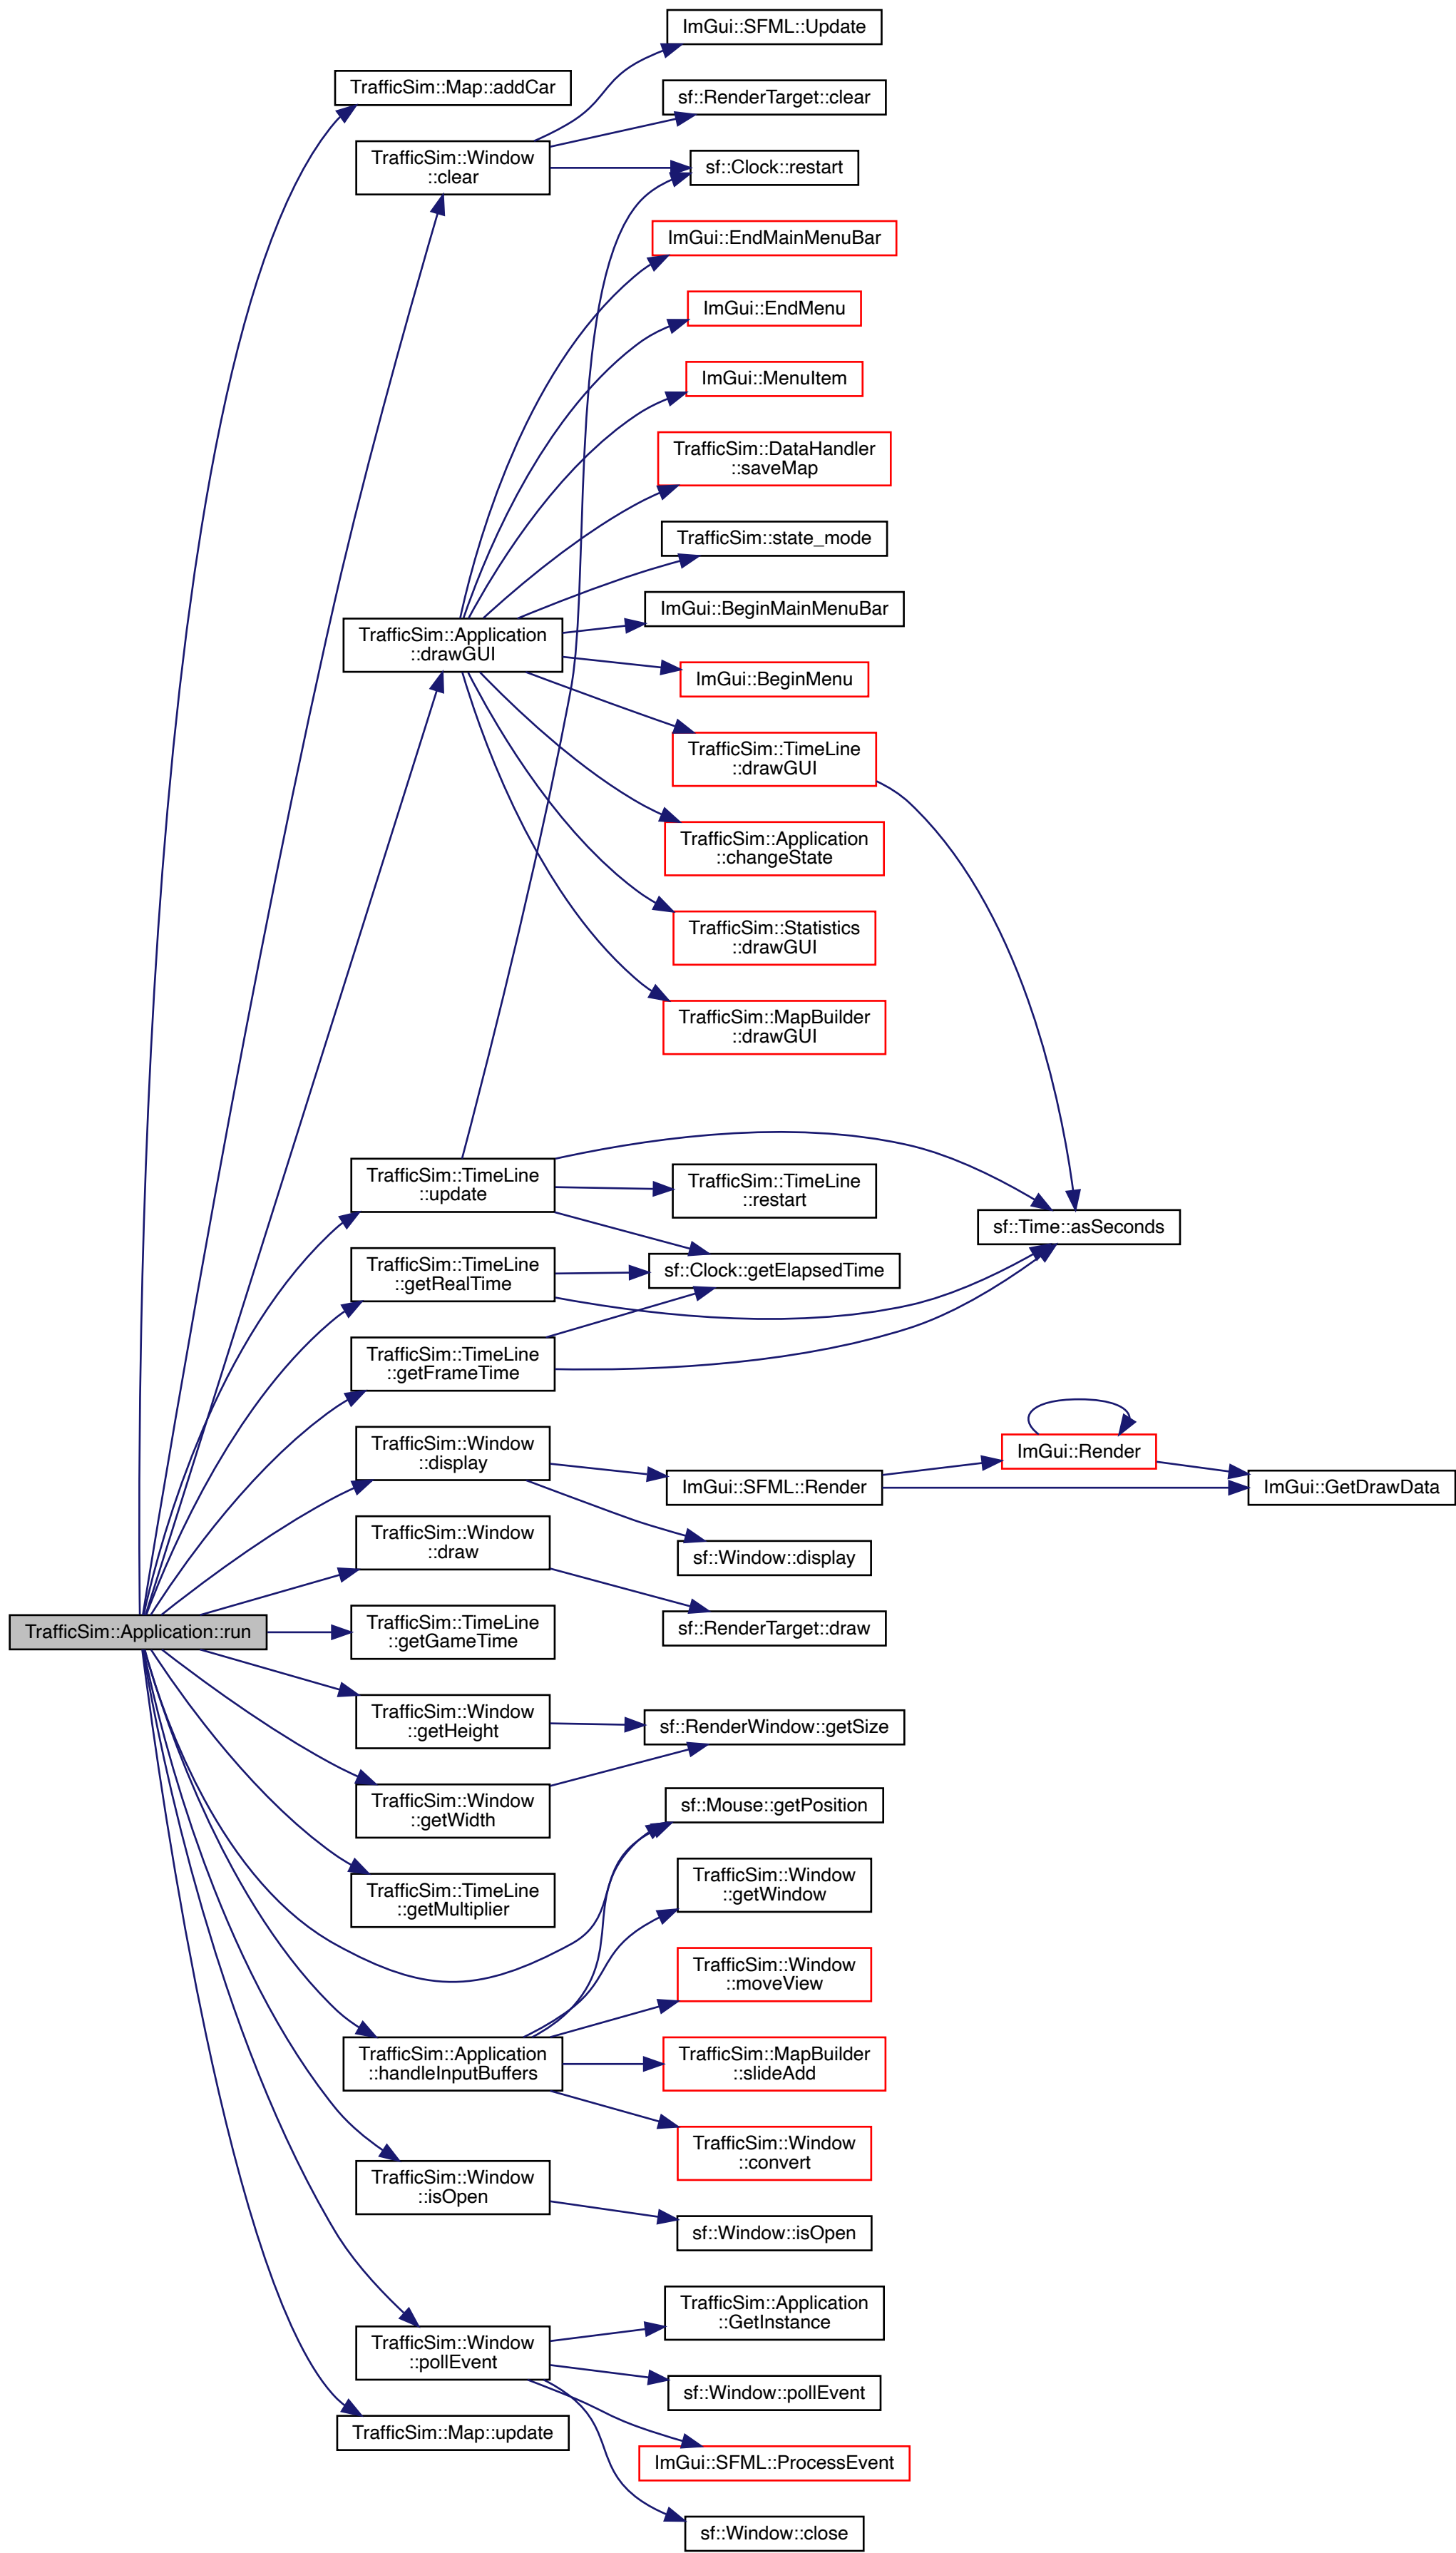 ImGui::SFML::Update
TrafficSim::Map::addCar
sf::RenderTarget::clear
TrafficSim::Window
::clear
sf::Clock::restart
ImGui::EndMainMenuBar
ImGui::EndMenu
ImGui::MenuItem
TrafficSim::DataHandler
::saveMap
TrafficSim::state_mode
ImGui::BeginMainMenuBar
TrafficSim::Application
::drawGUI
ImGui::BeginMenu
TrafficSim::TimeLine
::drawGUI
TrafficSim::Application
::changeState
TrafficSim::Statistics
::drawGUI
TrafficSim::MapBuilder
::drawGUI
TrafficSim::TimeLine
::update
TrafficSim::TimeLine
::restart
sf::Time::asSeconds
TrafficSim::TimeLine
::getRealTime
sf::Clock::getElapsedTime
TrafficSim::TimeLine
::getFrameTime
TrafficSim::Window
::display
ImGui::Render
ImGui::SFML::Render
ImGui::GetDrawData
TrafficSim::Window
::draw
sf::Window::display
TrafficSim::Application::run
TrafficSim::TimeLine
::getGameTime
sf::RenderTarget::draw
TrafficSim::Window
::getHeight
sf::RenderWindow::getSize
TrafficSim::Window
::getWidth
sf::Mouse::getPosition
TrafficSim::TimeLine
::getMultiplier
TrafficSim::Window
::getWindow
TrafficSim::Window
::moveView
TrafficSim::Application
::handleInputBuffers
TrafficSim::MapBuilder
::slideAdd
TrafficSim::Window
::convert
TrafficSim::Window
::isOpen
sf::Window::isOpen
TrafficSim::Application
::GetInstance
TrafficSim::Window
::pollEvent
sf::Window::pollEvent
TrafficSim::Map::update
ImGui::SFML::ProcessEvent
sf::Window::close